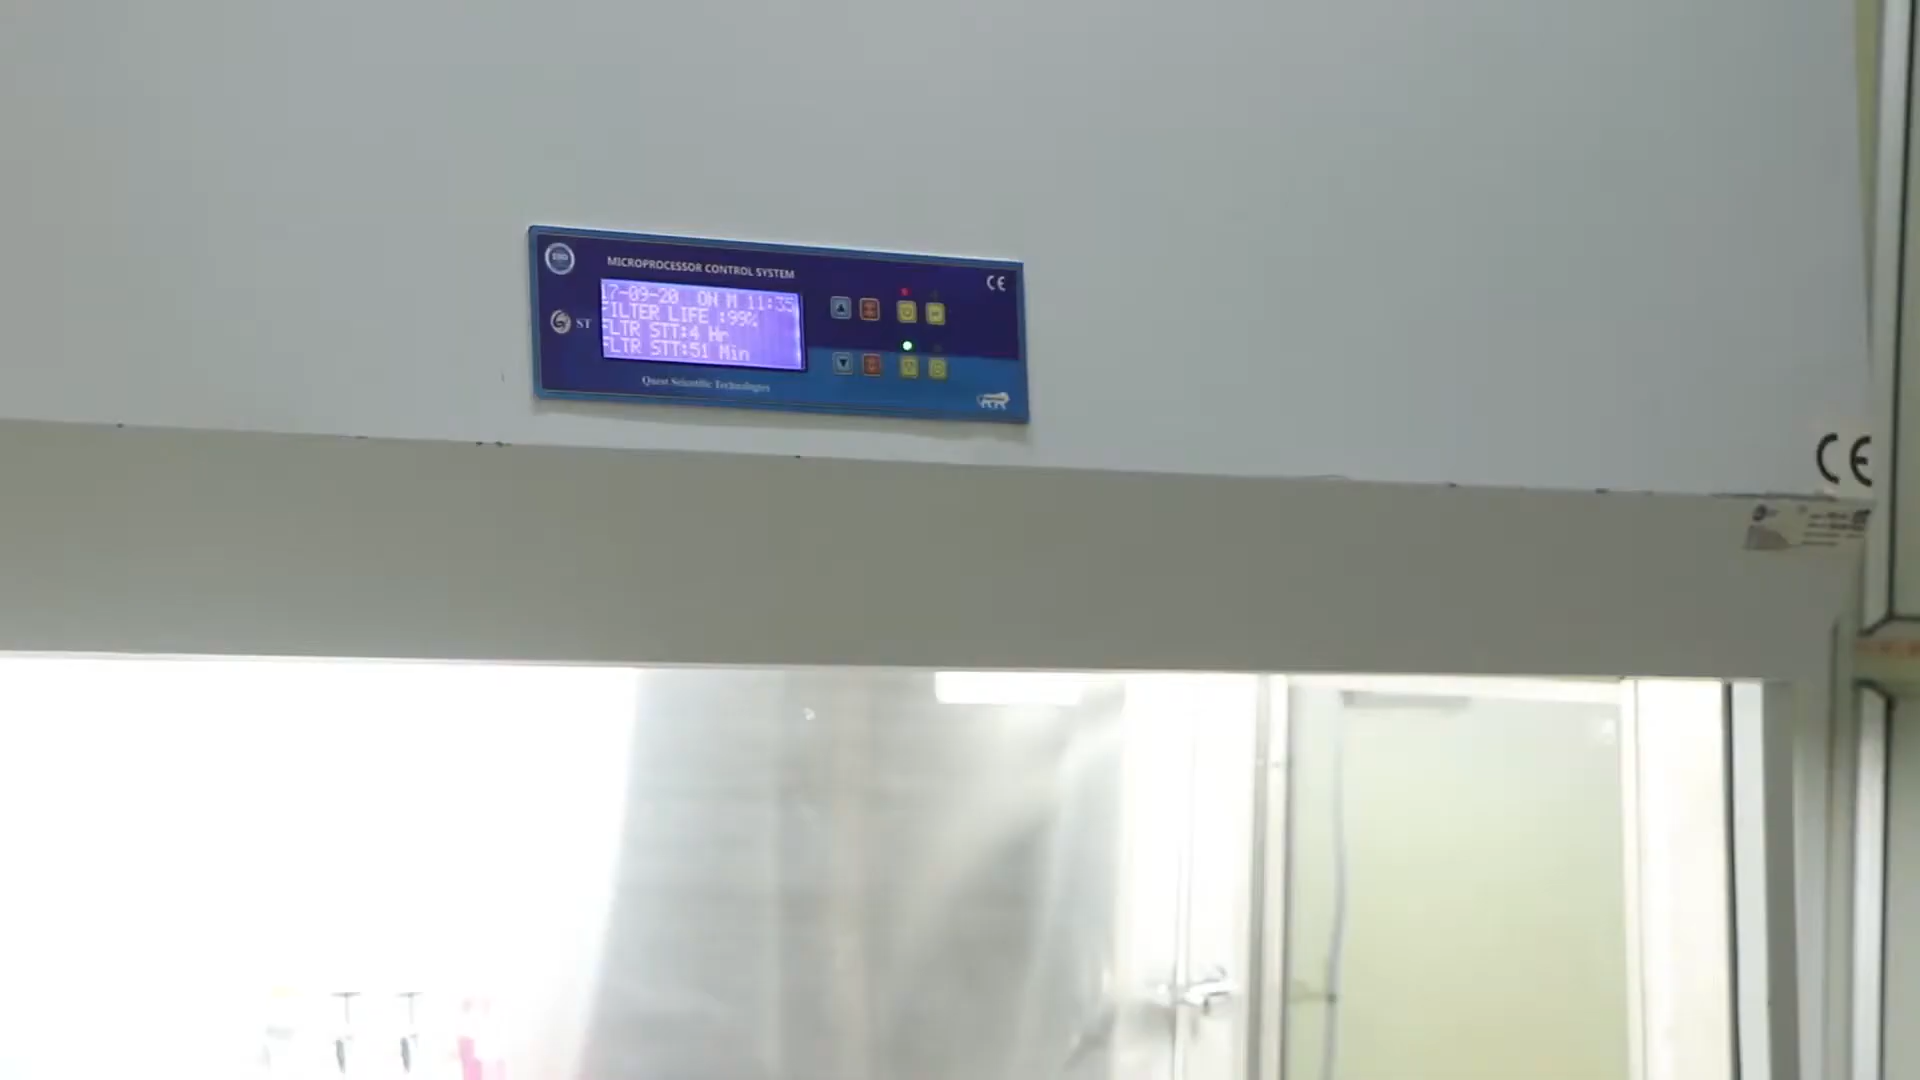 MICROPROCESSOR CONTROL SYSTEM
CE
17-09-20 ON M 11:35
FILTER LIFE :99%
FLTR STT:4 Hr
FLTR STT:51 Min
ST
Quest Scientific Technologies
CE